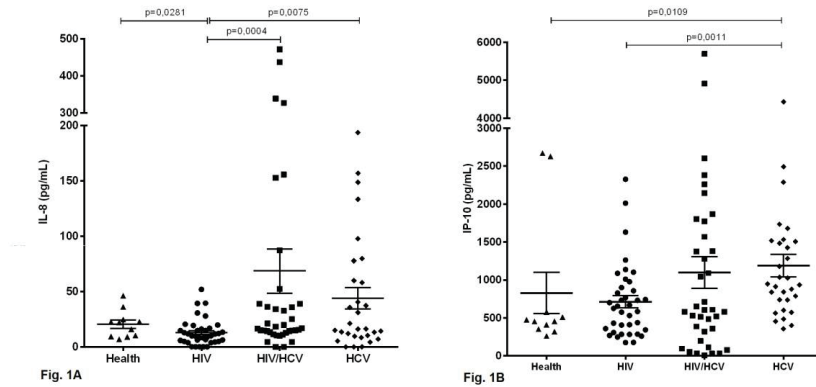 p=0,0281
p=0,0075
p=0,0004
500
400
300
200
150
100
50
0
IL-8 (pg/mL)
Health HIV HIV/HCV HCV
Fig. 1A
p=0,0109
p=0,0011
6000
5000
4000
3000
2500
2000
1500
1000
500
0
IP-10 (pg/mL)
Health HIV HIV/HCV HCV
Fig. 1B